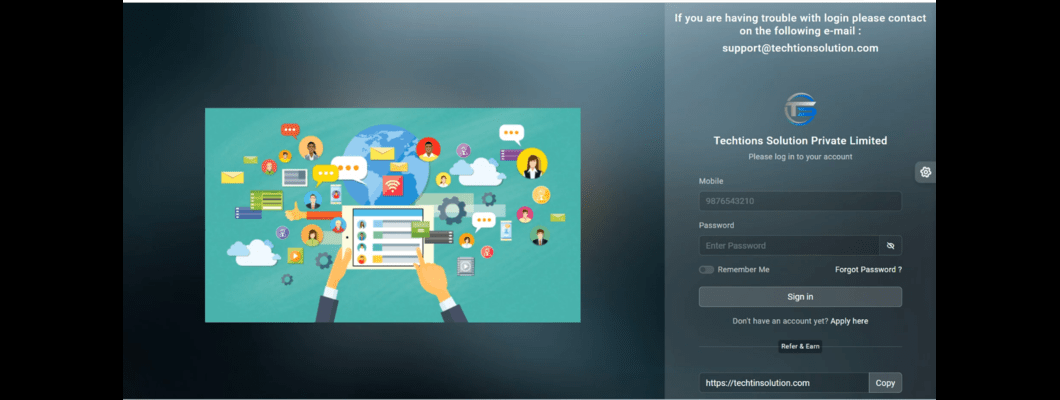 If you are having trouble with login please contact
on the following e-mail :
support@techtionsolution.com
Techtions Solution Private Limited
Please log in to your account
Mobile
9876543210
Password
Enter Password
Remember Me
Forgot Password ?
Sign in
Don't have an account yet? Apply here
Refer & Earn
https://techtinsolution.com
Copy